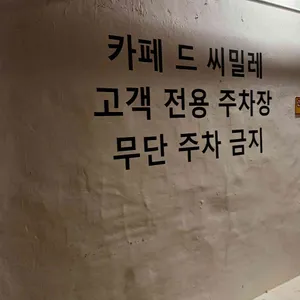 카페 드 씨밀레
고객 전용 주차장
무단 주차 금지